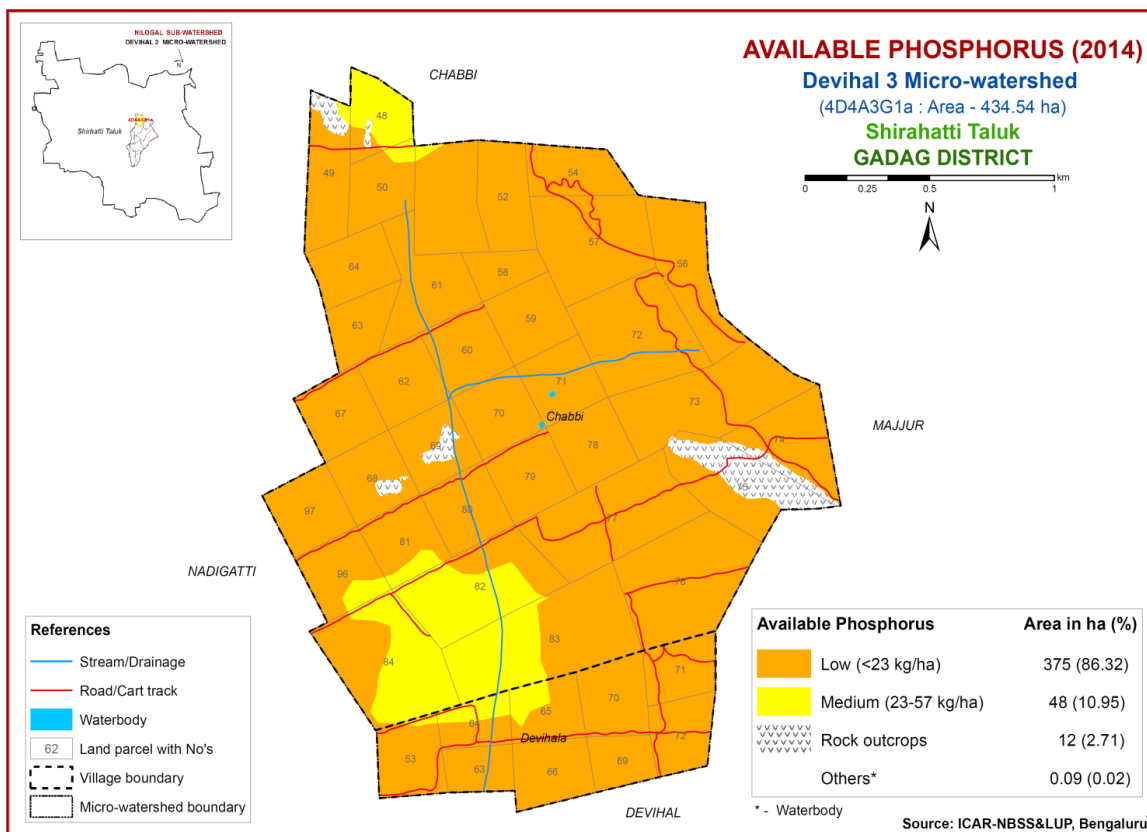 NILOGAL SUB-WATERSHED
DEVIHAL 3 MICRO-WATERSHED
N
4D4A3G1a
Shirhatti Taluk
AVAILABLE PHOSPHORUS (2014)
Devihal 3 Micro-watershed
(4D4A3G1a : Area - 434.54 ha)
Shirahatti Taluk
GADAG DISTRICT
km
0 0.25 0.5 1
N
CHABBI
48
49
50
52
54
57
56
64
61
58
63
59
72
60
62
71
67
70
Chabbi
73
MAJJUR
69
78
74
68
79
75
97
80
77
81
NADIGATTI
96
82
76
83
84
71
70
65
64
Devihala
72
53
63
66
69
DEVIHAL
References
Stream/Drainage
Road/Cart track
Waterbody
62 Land parcel with No's
Village boundary
Micro-watershed boundary
Available Phosphorus Area in ha (%)
Low (<23 kg/ha) 375 (86.32)
Medium (23-57 kg/ha) 48 (10.95)
Rock outcrops 12 (2.71)
Others* 0.09 (0.02)
* - Waterbody
Source: ICAR-NBSS&LUP, Bengaluru